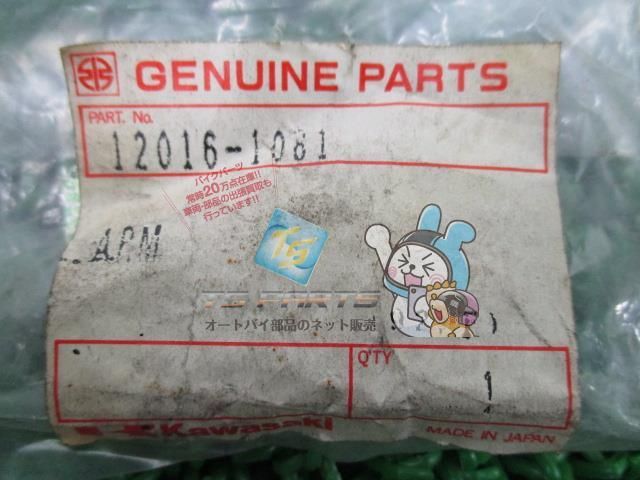 GENUINE PARTS
PART. No.
12016-1081
バイクパーツ
常時20万点在庫!!
車両・部品の出張買取も
行っています!!
ARM
TS
TS PARTS
オートバイ部品のネット販売
Q'TY
1
Kawasaki
MADE IN JAPAN